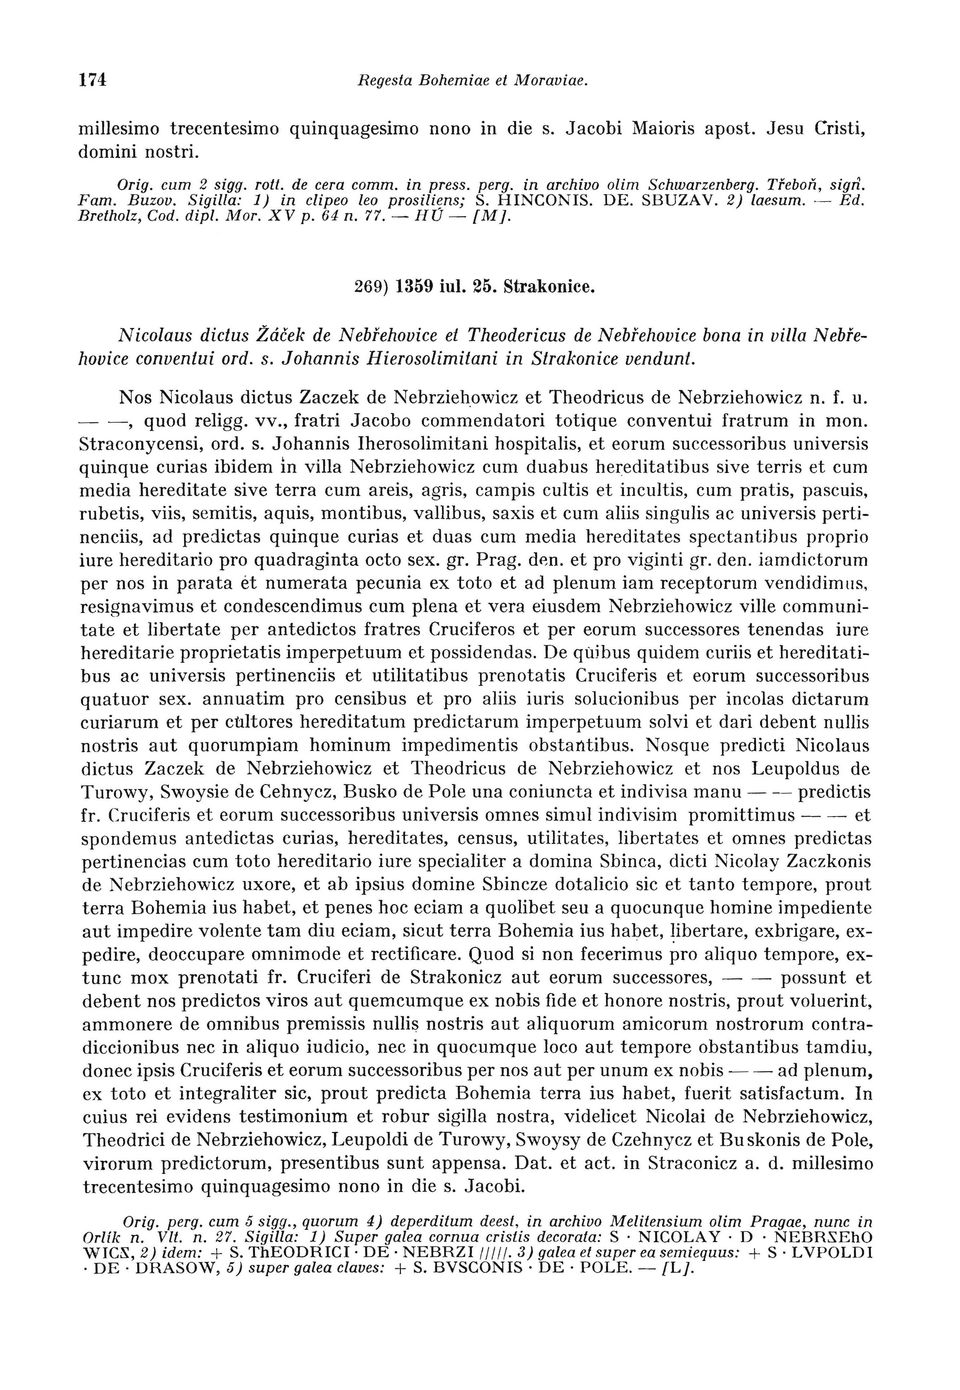 174 Regesta Bohemiae et Moraviae.
millesimo trecentesimo quinquagesimo nono in die s. Jacobi Maioris apost. Jesu Cristi,
domini nostri.
Orig. cum 2 sigg. rott. de cera comm. in press. perg. in archivo olim Schwarzenberg. Třeboň, sign.
Fam. Buzov. Sigilla: 1) in clipeo leo prosiliens; S. HINCONIS. DE. SBUZAV. 2) laesum. — Ed.
Bretholz, Cod. dipl. Mor. XV p. 64 n. 77. — HÚ — [M].
269) 1359 iul. 25. Strakonice.
Nicolaus dictus Žáček de Nebřehovice et Theodericus de Nebřehovice bona in villa Nebře-
hovice conventui ord. s. Johannis Hierosolimitani in Strakonice vendunt.
Nos Nicolaus dictus Zaczek de Nebrziehowicz et Theodricus de Nebrziehowicz n. f. u.
— —, quod religg. vv., fratri Jacobo commendatori totique conventui fratrum in mon.
Straconycensi, ord. s. Johannis Iherosolimitani hospitalis, et eorum successoribus universis
quinque curias ibidem in villa Nebrziehowicz cum duabus hereditatibus sive terris et cum
media hereditate sive terra cum areis, agris, campis cultis et incultis, cum pratis, pascuis,
rubetis, viis, semitis, aquis, montibus, vallibus, saxis et cum aliis singulis ac universis perti-
nenciis, ad predictas quinque curias et duas cum media hereditates spectantibus proprio
iure hereditario pro quadraginta octo sex. gr. Prag. den. et pro viginti gr. den. iamdictorum
per nos in parata et numerata pecunia ex toto et ad plenum iam receptorum vendidimus,
resignavimus et condescendimus cum plena et vera eiusdem Nebrziehowicz ville communi-
tate et libertate per antedictos fratres Cruciferos et per eorum successores tenendas iure
hereditarie proprietatis imperpetuum et possidendas. De quibus quidem curiis et hereditati-
bus ac universis pertinenciis et utilitatibus prenotatis Cruciferis et eorum successoribus
quatuor sex. annuatim pro censibus et pro aliis iuris solucionibus per incolas dictarum
curiarum et per cultores hereditatum predictarum imperpetuum solvi et dari debent nullis
nostris aut quorumpiam hominum impedimentis obstantibus. Nosque predicti Nicolaus
dictus Zaczek de Nebrziehowicz et Theodricus de Nebrziehowicz et nos Leupoldus de
Turowy, Swoysie de Cehnycz, Busko de Pole una coniuncta et indivisa manu — — predictis
fr. Cruciferis et eorum successoribus universis omnes simul indivisim promittimus — — et
spondemus antedictas curias, hereditates, census, utilitates, libertates et omnes predictas
pertinencias cum toto hereditario iure specialiter a domina Sbinca, dicti Nicolay Zaczkonis
de Nebrziehowicz uxore, et ab ipsius domine Sbincze dotalicio sic et tanto tempore, prout
terra Bohemia ius habet, et penes hoc eciam a quolibet seu a quocunque homine impediente
aut impedire volente tam diu eciam, sicut terra Bohemia ius habet, libertare, exbrigare, ex-
pedire, deoccupare omnimode et rectificare. Quod si non fecerimus pro aliquo tempore, ex-
tunc mox prenotati fr. Cruciferi de Strakonicz aut eorum successores, — — possunt et
debent nos predictos viros aut quemcumque ex nobis fide et honore nostris, prout voluerint,
ammonere de omnibus premissis nullis nostris aut aliquorum amicorum nostrorum contra-
diccionibus nec in aliquo iudicio, nec in quocumque loco aut tempore obstantibus tamdiu,
donec ipsis Cruciferis et eorum successoribus per nos aut per unum ex nobis — — ad plenum,
ex toto et integraliter sic, prout predicta Bohemia terra ius habet, fuerit satisfactum. In
cuius rei evidens testimonium et robur sigilla nostra, videlicet Nicolai de Nebrziehowicz,
Theodrici de Nebrziehowicz, Leupoldi de Turowy, Swoysy de Czehnycz et Buskonis de Pole,
virorum predictorum, presentibus sunt appensa. Dat. et act. in Straconicz a. d. millesimo
trecentesimo quinquagesimo nono in die s. Jacobi.
Orig. perg. cum 5 sigg., quorum 4) deperditum deest, in archivo Melitensium olim Pragae, nunc in
Orlík n. Vlt. n. 27. Sigilla: 1) Super galea cornua cristis decorata: S · NICOLAY · D · NEBRSEhO
WICS, 2) idem: + S. ThEODRICI · DE · NEBRZI /////. 3) galea et super ea semiequus: + S · LVPOLDI
· DE · DRASOW, 5) super galea claves: + S. BVSCONIS · DE · POLE. — [L].